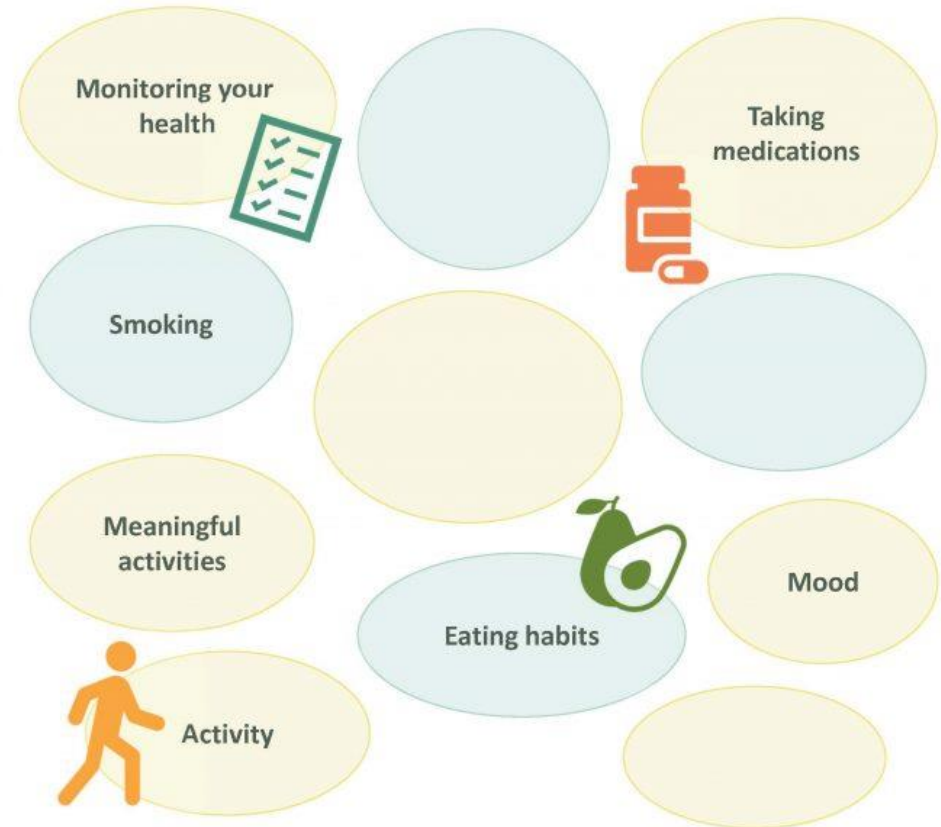 Monitoring your
health
Taking
medications
Smoking
Meaningful
activities
Mood
Eating habits
Activity